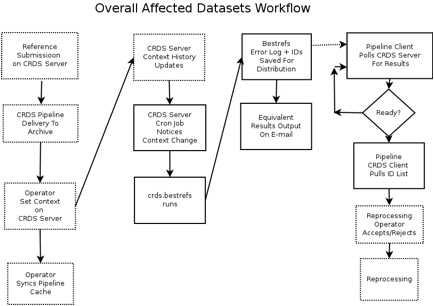 Overall Affected Datasets Workflow
Reference
Submissioon
on CRDS Server
CRDS Pipeline
Delivery To
Archive
Operator
Set Context
on
CRDS Server
Operator
Syncs Pipeline
Cache
CRDS Server
Context History
Updates
CRDS Server
Cron Job
Notices
Context Change
crds.bestrefs
runs
Bestrefs
Error Log + IDs
Saved For
Distribution
Equivalent
Results Output
On E-mail
Pipeline Client
Polls CRDS Server
For Results
Ready?
Pipeline
CRDS Client
Pulls ID List
Reprocessing
Operator
Accepts/Rejects
Reprocessing